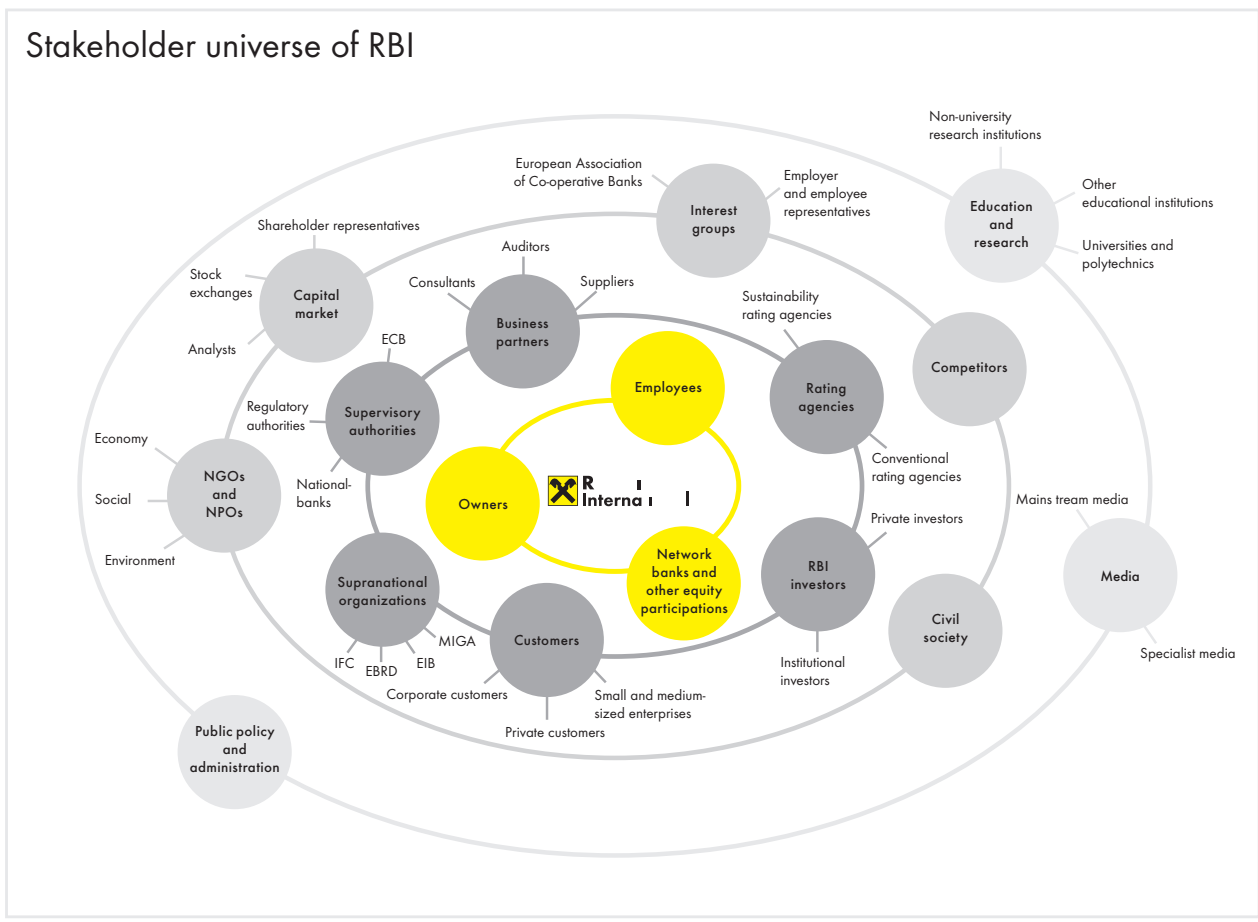 Stakeholder universe of RBI
Non-university
research institutions
Other
educational institutions
Universities and
polytechnics
Education
and
research
European Association
of Co-operative Banks
Employer
and employee
representatives
Interest
groups
Shareholder representatives
Stock
exchanges
Analysts
Capital
market
Auditors
Consultants
Suppliers
Business
partners
Sustainability
rating agencies
Rating
agencies
Conventional
rating agencies
Competitors
ECB
Regulatory
authorities
National-
banks
Supervisory
authorities
Employees
Owners
R
Interna
Network
banks and
other equity
participations
Economy
Social
Environment
NGOs
and
NPOs
Private investors
RBI
investors
Institutional
investors
Mains tream media
Media
Specialist media
Supranational
organizations
IFC
EBRD
EIB
MIGA
Customers
Corporate customers
Private customers
Small and medium-
sized enterprises
Civil
society
Public policy
and
administration